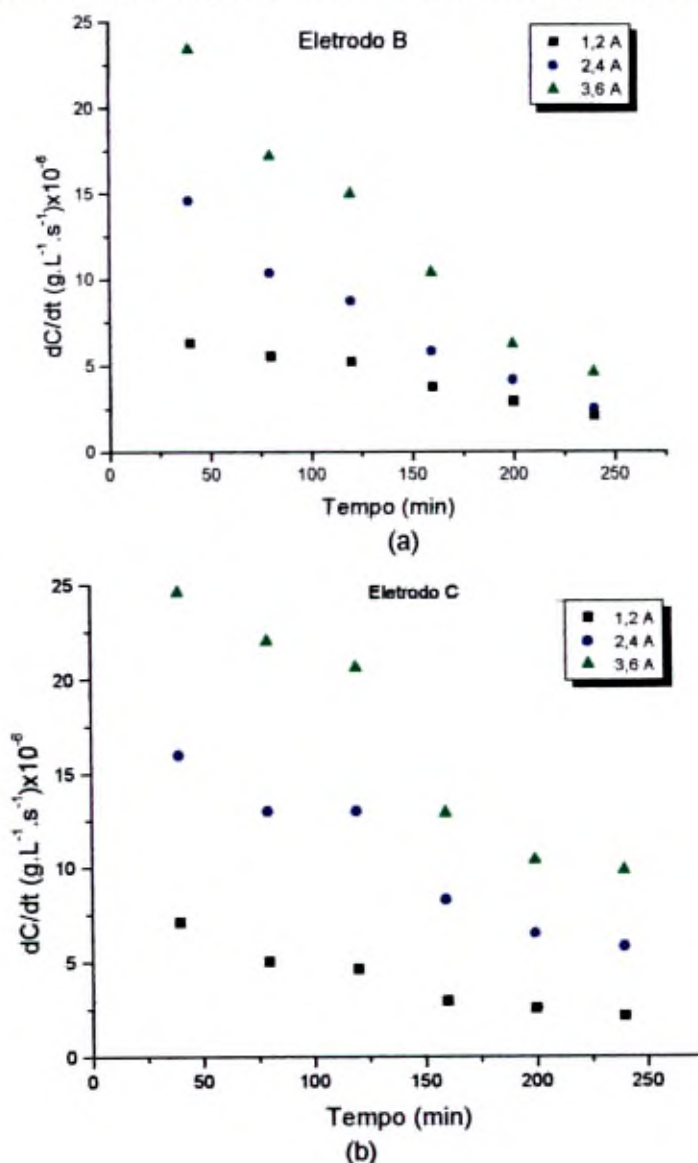 Eletrodo B
1,2 A
2,4 A
3,6 A
25
20
15
10
5
0
dC/dt (g.L⁻¹.s⁻¹)x10⁻⁶
0 50 100 150 200 250
Tempo (min)
(a)
Eletrodo C
1,2 A
2,4 A
3,6 A
25
20
15
10
5
0
dC/dt (g.L⁻¹.s⁻¹)x10⁻⁶
0 50 100 150 200 250
Tempo (min)
(b)